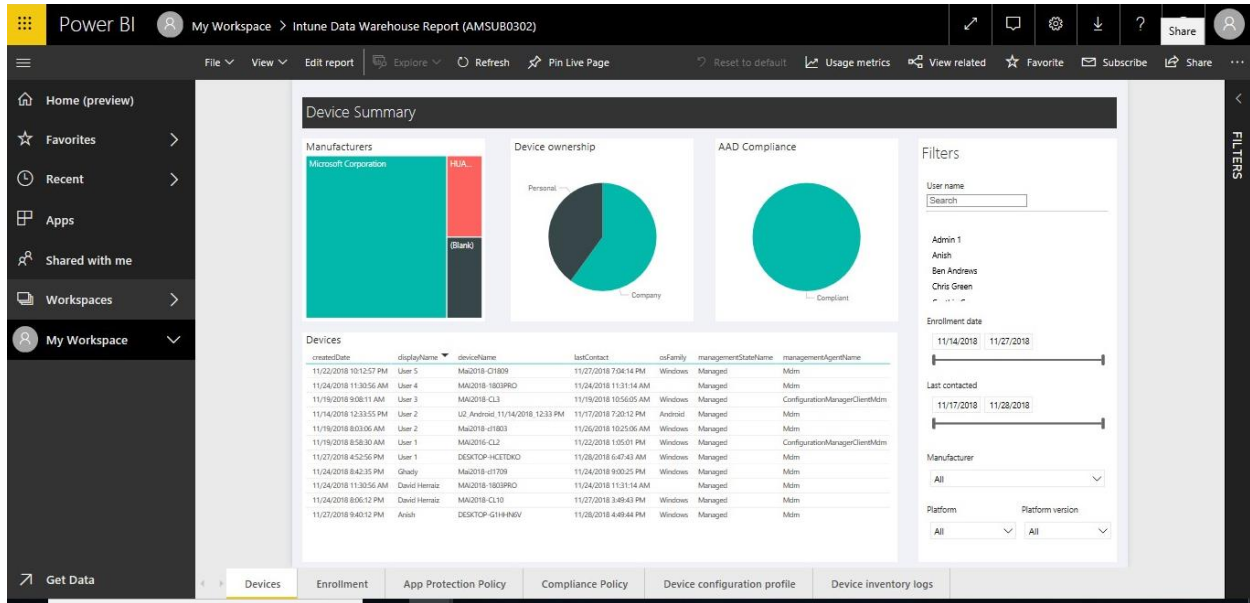 Power BI My Workspace > Intune Data Warehouse Report (AMSUB0302) ? Share
File View Edit report Explore Refresh Pin Live Page Reset to default Usage metrics View related Favorite Subscribe Share ...
Home (preview)
Favorites
Recent
Apps
Shared with me
Workspaces
My Workspace
Get Data
Device Summary
Manufacturers
Microsoft Corporation
HUA...
(Blank)
Device ownership
Personal
Company
AAD Compliance
Compliant
Devices
createdDate displayName deviceName lastContact osFamily managementStateName managementAgentName
11/22/2018 10:12:57 PM User 5 Mai2018-Cl1809 11/27/2018 7:04:14 PM Windows Managed Mdm
11/24/2018 11:30:56 AM User 4 MAI2018-1803PRO 11/24/2018 11:31:14 AM Managed Mdm
11/19/2018 9:08:11 AM User 3 MAI2018-CL3 11/19/2018 10:56:05 AM Windows Managed ConfigurationManagerClientMdm
11/14/2018 12:33:55 PM User 2 U2_Android_11/14/2018_12:33 PM 11/17/2018 7:20:12 PM Android Managed Mdm
11/19/2018 8:03:06 AM User 2 Mai2018-cl1803 11/26/2018 10:25:06 AM Windows Managed Mdm
11/19/2018 8:58:30 AM User 1 MAI2016-CL2 11/22/2018 1:05:01 PM Windows Managed ConfigurationManagerClientMdm
11/27/2018 4:52:56 PM User 1 DESKTOP-HCETDKO 11/28/2018 6:47:43 AM Windows Managed Mdm
11/24/2018 8:42:35 PM Ghady Mai2018-cl1709 11/24/2018 9:00:25 PM Windows Managed Mdm
11/24/2018 11:30:56 AM David Herraiz MAI2018-1803PRO 11/24/2018 11:31:14 AM Managed Mdm
11/24/2018 8:06:12 PM David Herraiz MAI2018-CL10 11/27/2018 3:49:43 PM Windows Managed Mdm
11/27/2018 9:40:12 PM Anish DESKTOP-G1HHN6V 11/28/2018 4:49:44 PM Windows Managed Mdm
Filters
User name
Search
Admin 1
Anish
Ben Andrews
Chris Green
Enrollment date
11/14/2018 11/27/2018
Last contacted
11/17/2018 11/28/2018
Manufacturer
All
Platform Platform version
All All
FILTERS
Devices Enrollment App Protection Policy Compliance Policy Device configuration profile Device inventory logs